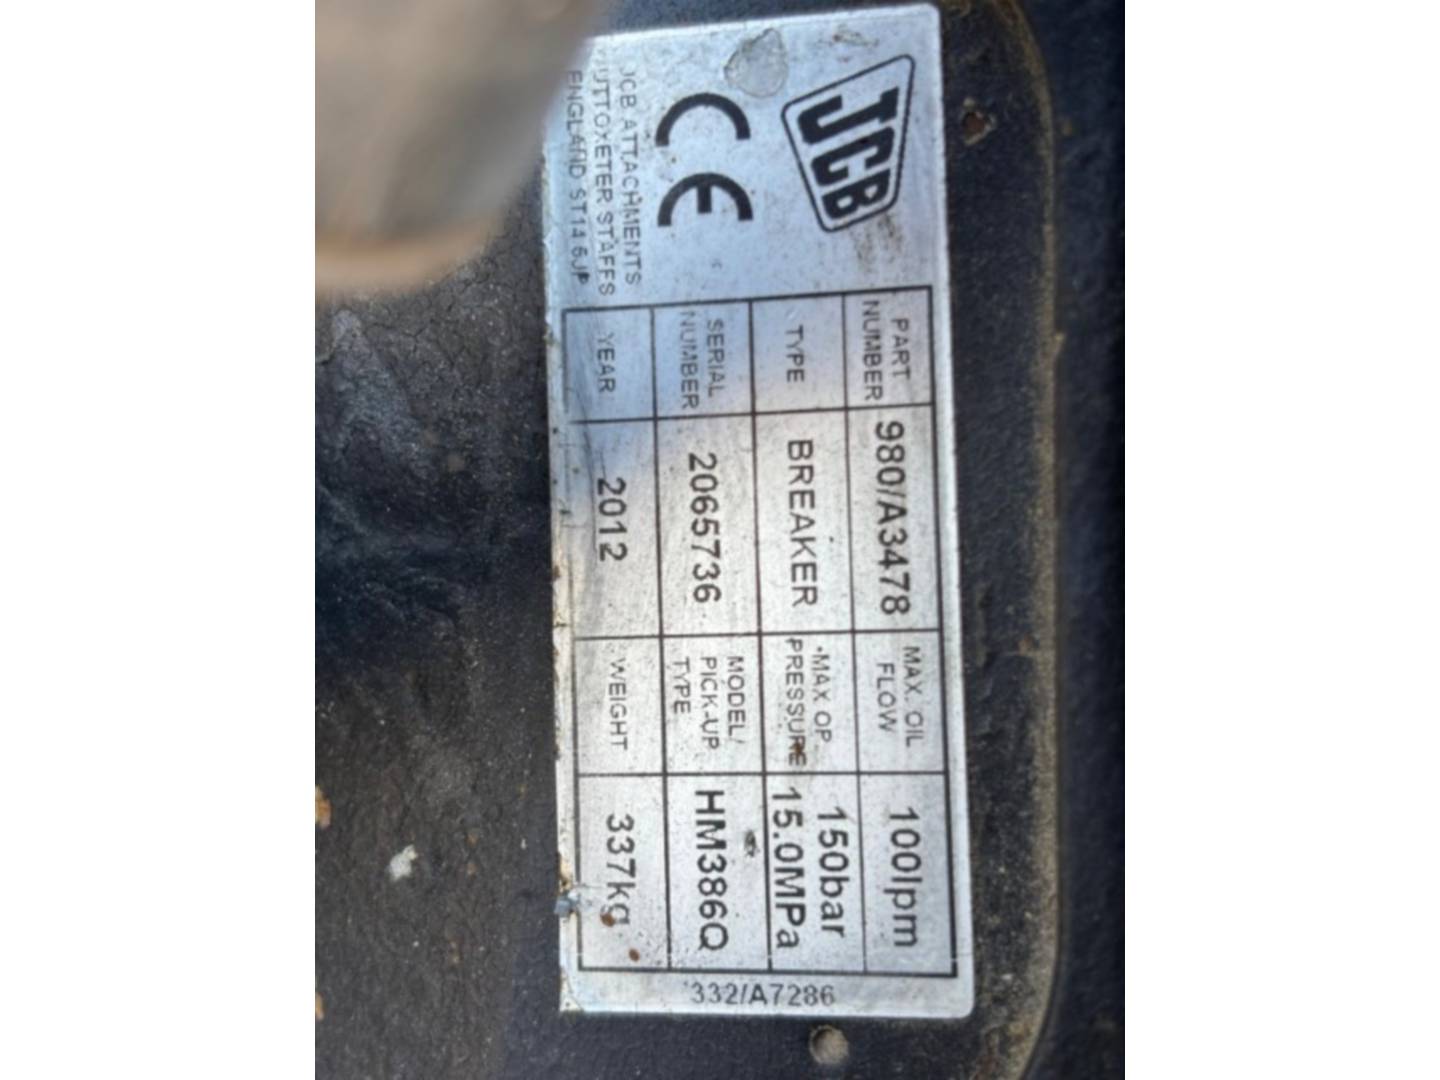 JCB
CE
JCB ATTACHMENTS
UTTOXETER STAFFS
ENGLAND ST14 5JP
PART
NUMBER
980/A3478
MAX. OIL
FLOW
100lpm
TYPE
BREAKER
MAX OP
PRESSURE
150bar
15.0MPa
SERIAL
NUMBER
2065736
MODEL/
PICK-UP
TYPE
HM386Q
YEAR
2012
WEIGHT
337kg
332/A7286